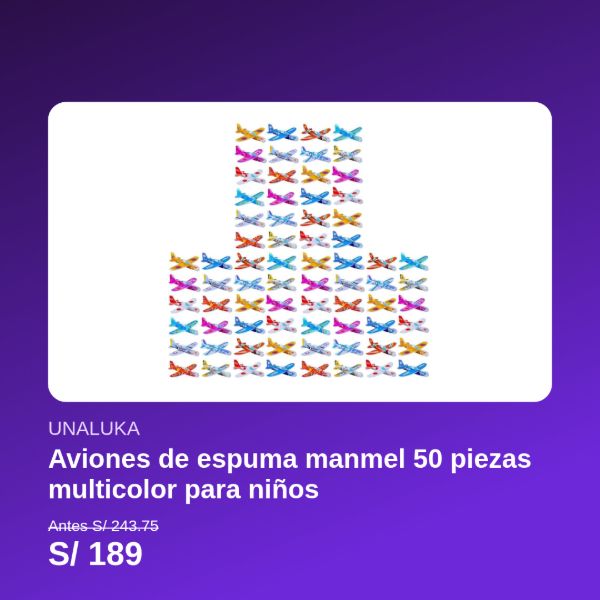 UNALUKA
Aviones de espuma manmel 50 piezas
multicolor para niños
Antes S/ 243.75
S/ 189